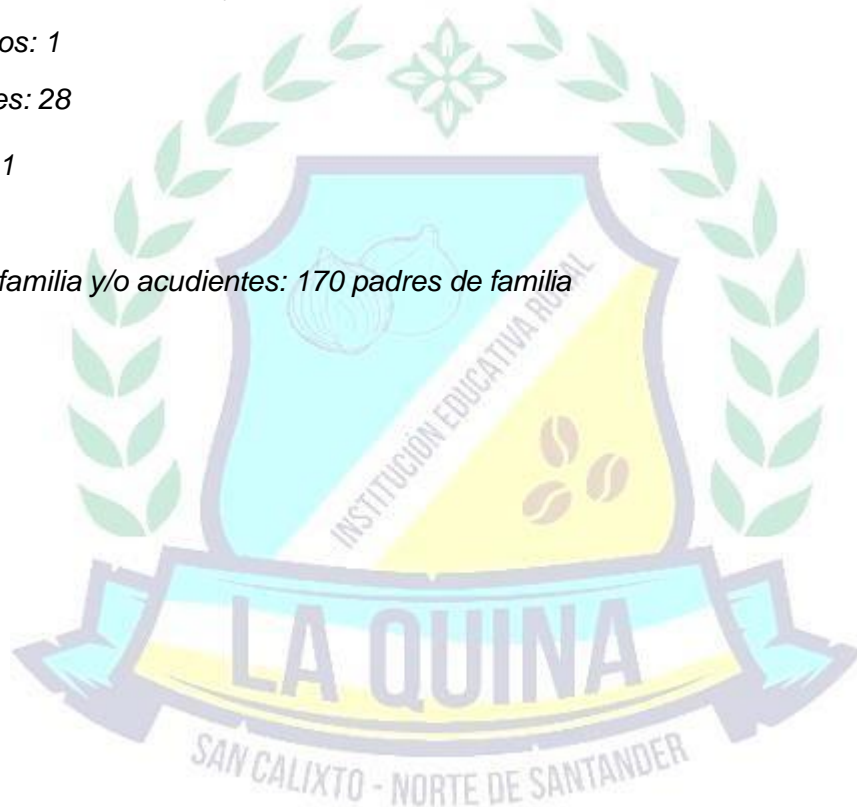 os: 1
es: 28
1
familia y/o acudientes: 170 padres de familia
INSTITUCIÓN EDUCATIVA RURAL
LA QUINA
SAN CALIXTO - NORTE DE SANTANDER